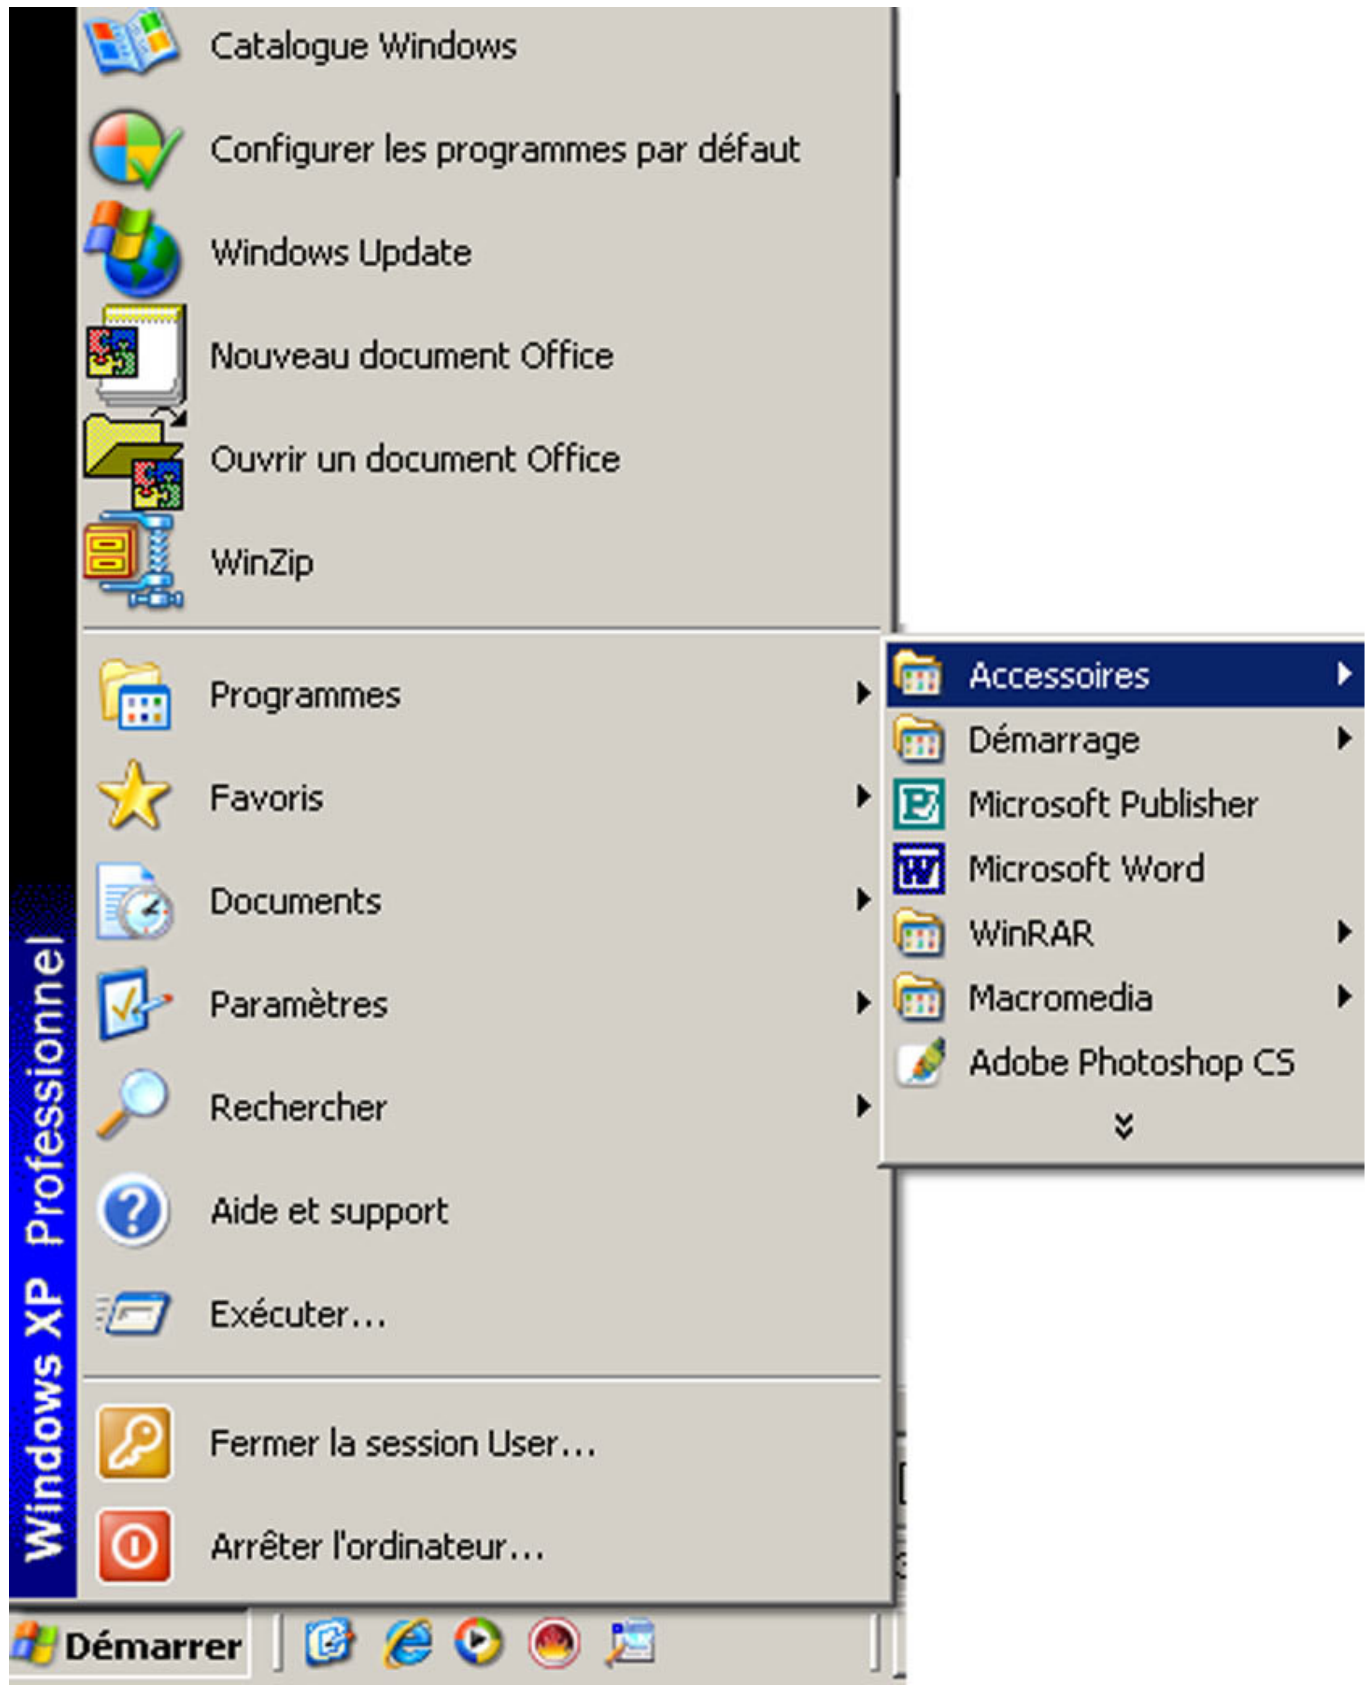 Catalogue Windows
Configurer les programmes par défaut
Windows Update
Nouveau document Office
Ouvrir un document Office
WinZip
Programmes
Favoris
Documents
Paramètres
Rechercher
Aide et support
Exécuter...
Fermer la session User...
Arrêter l'ordinateur...
Accessoires
Démarrage
Microsoft Publisher
Microsoft Word
WinRAR
Macromedia
Adobe Photoshop CS
Windows XP Professionnel
Démarrer